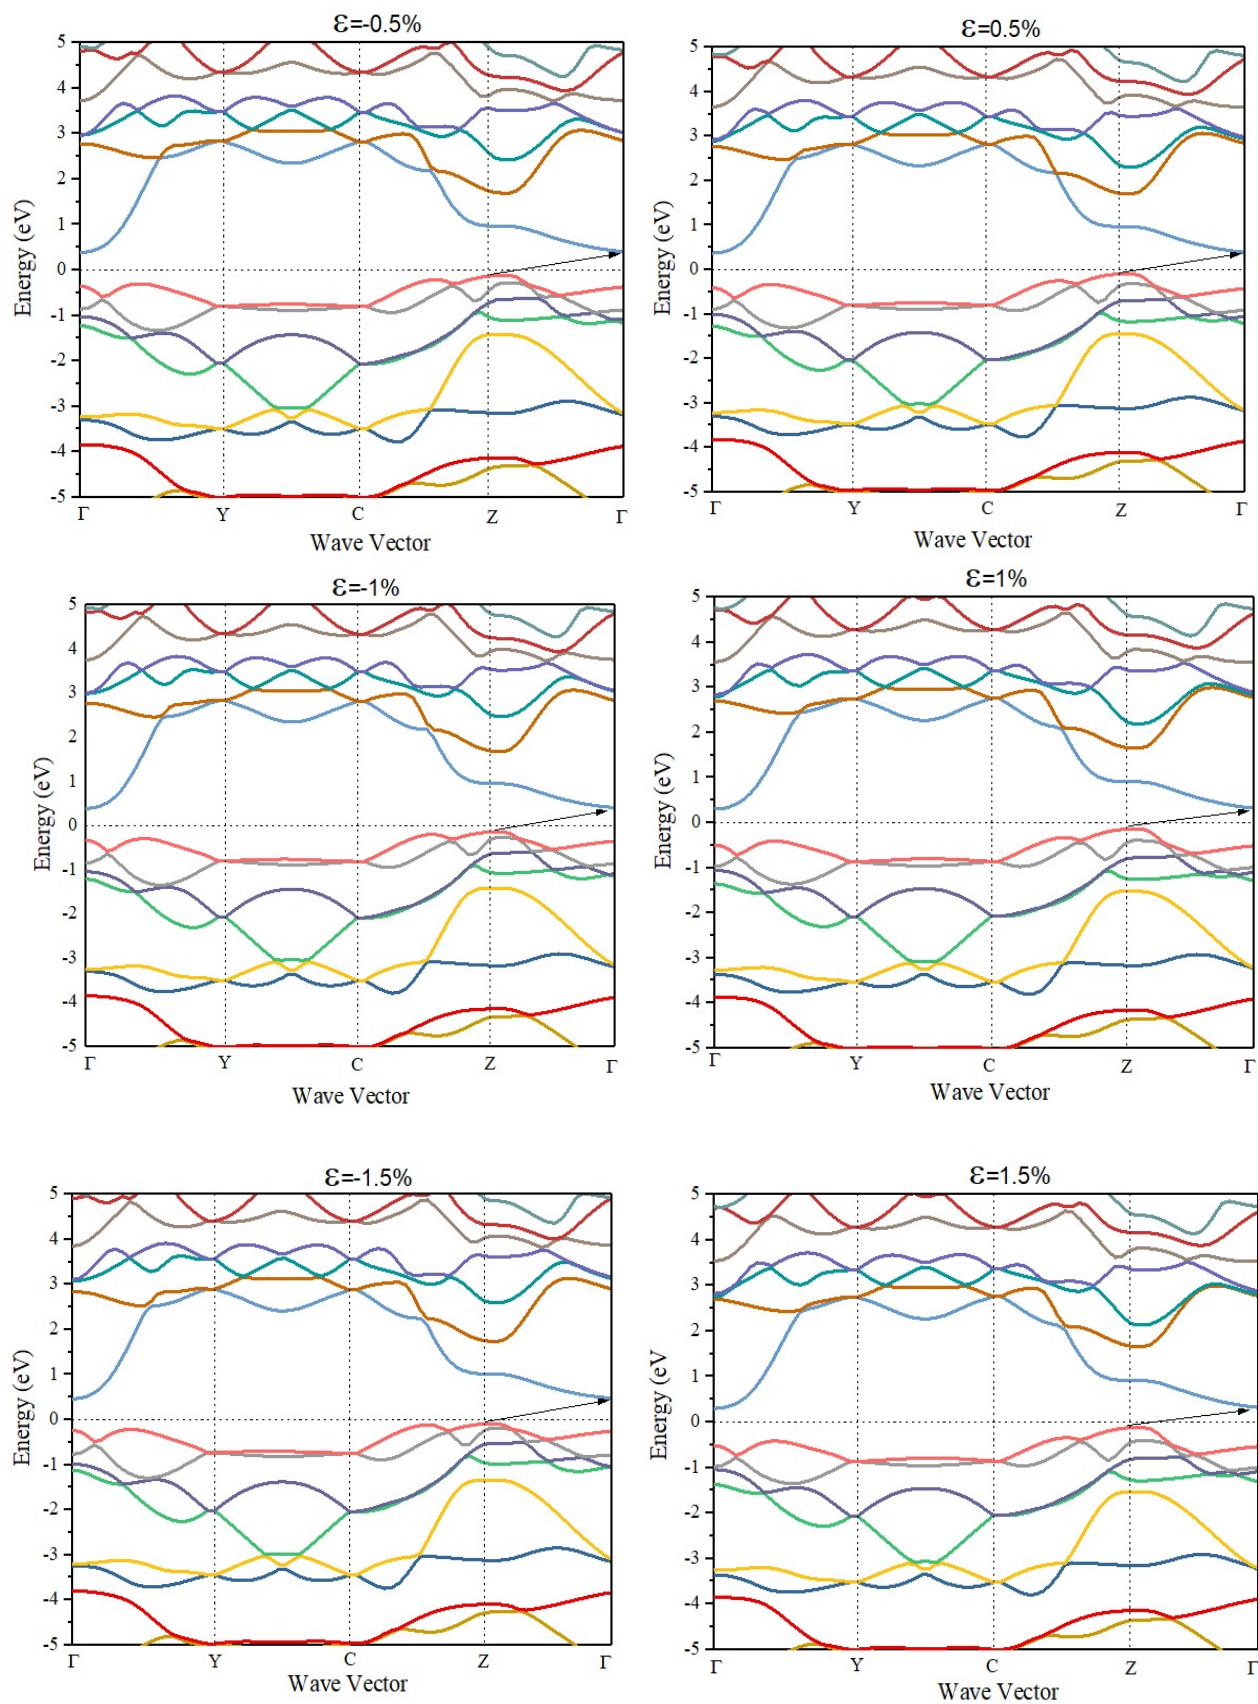 ε=-0.5%
5
4
3
2
1
0
-1
-2
-3
-4
-5
Energy (eV)
Γ Y C Z Γ
Wave Vector
ε=0.5%
5
4
3
2
1
0
-1
-2
-3
-4
-5
Energy (eV)
Γ Y C Z Γ
Wave Vector
ε=-1%
5
4
3
2
1
0
-1
-2
-3
-4
-5
Energy (eV)
Γ Y C Z Γ
Wave Vector
ε=1%
5
4
3
2
1
0
-1
-2
-3
-4
-5
Energy (eV)
Γ Y C Z Γ
Wave Vector
ε=-1.5%
5
4
3
2
1
0
-1
-2
-3
-4
-5
Energy (eV)
Γ Y C Z Γ
Wave Vector
ε=1.5%
5
4
3
2
1
0
-1
-2
-3
-4
-5
Energy (eV
Γ Y C Z Γ
Wave Vector